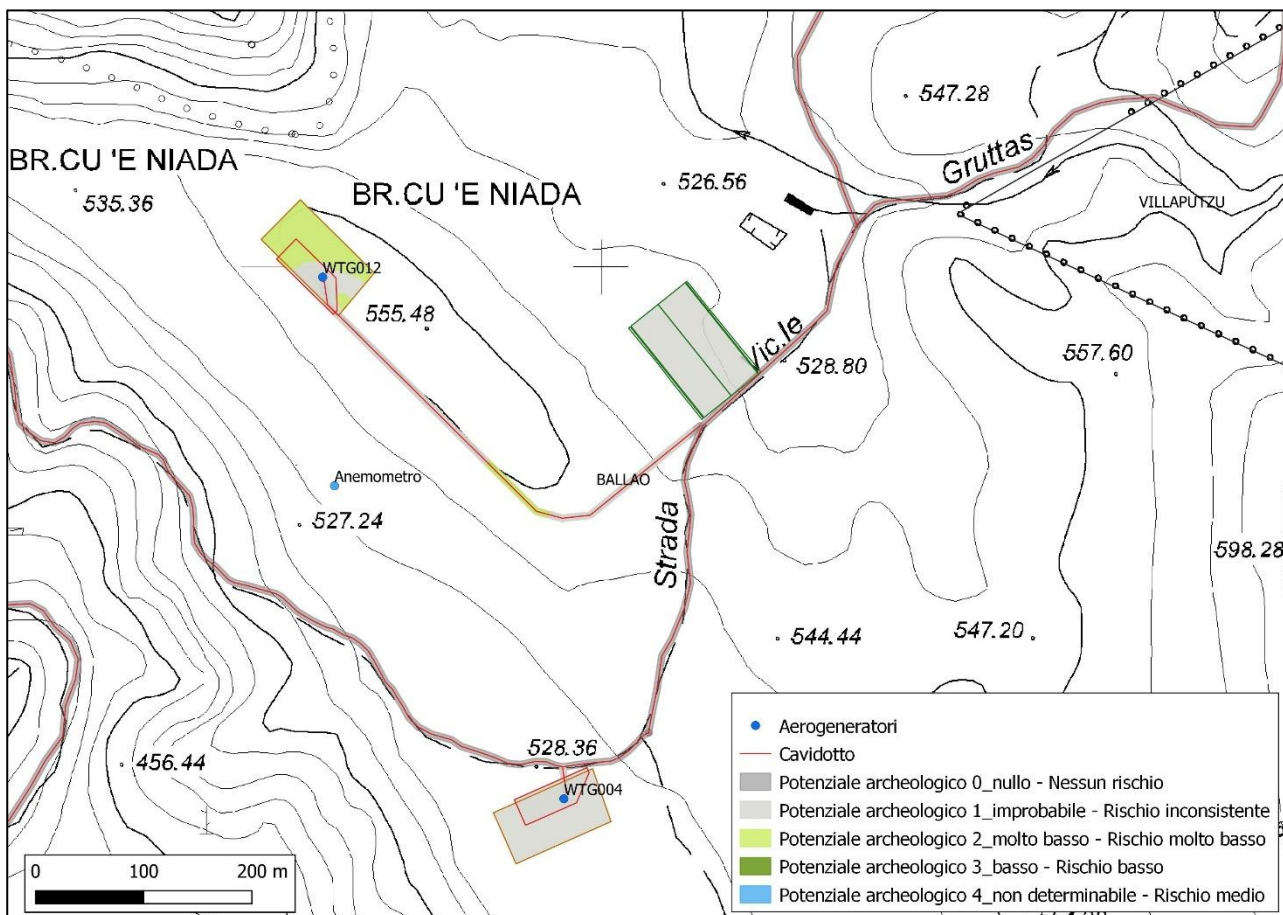 547.28
Gruttas
BR.CU 'E NIADA
535.36
BR.CU 'E NIADA
526.56
VILLAPUTZU
WTG012
555.48
Vic.le
528.80
557.60
Anemometro
BALLAO
527.24
Strada
598.28
544.44
547.20
528.36
456.44
WTG004
Aerogeneratori
Cavidotto
Potenziale archeologico 0_nullo - Nessun rischio
Potenziale archeologico 1_improbabile - Rischio inconsistente
Potenziale archeologico 2_molto basso - Rischio molto basso
Potenziale archeologico 3_basso - Rischio basso
Potenziale archeologico 4_non determinabile - Rischio medio
0 100 200 m